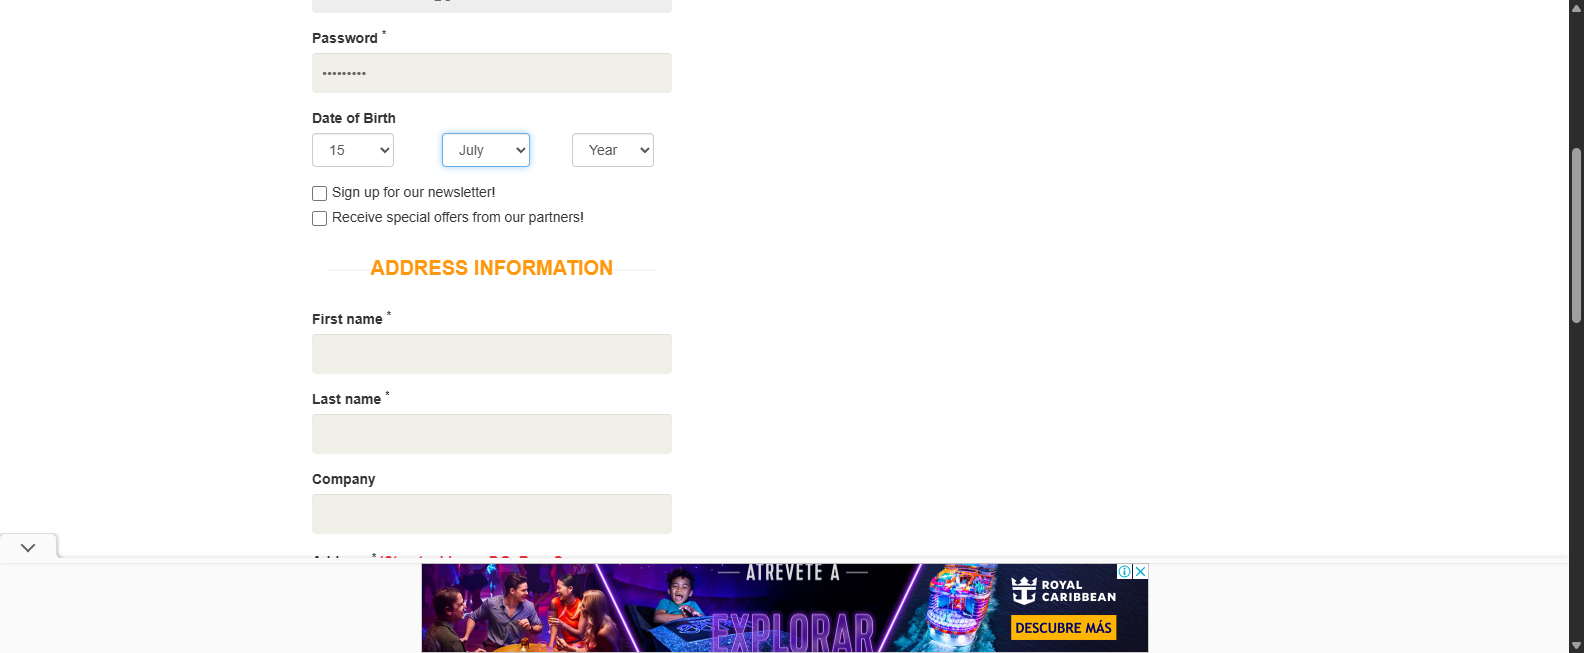 Password *
•••••••••
Date of Birth
15 July Year
Sign up for our newsletter!
Receive special offers from our partners!
ADDRESS INFORMATION
First name *
Last name *
Company
ATRÉVETE A
EXPLORAR
ROYAL
CARIBBEAN
DESCUBRE MÁS